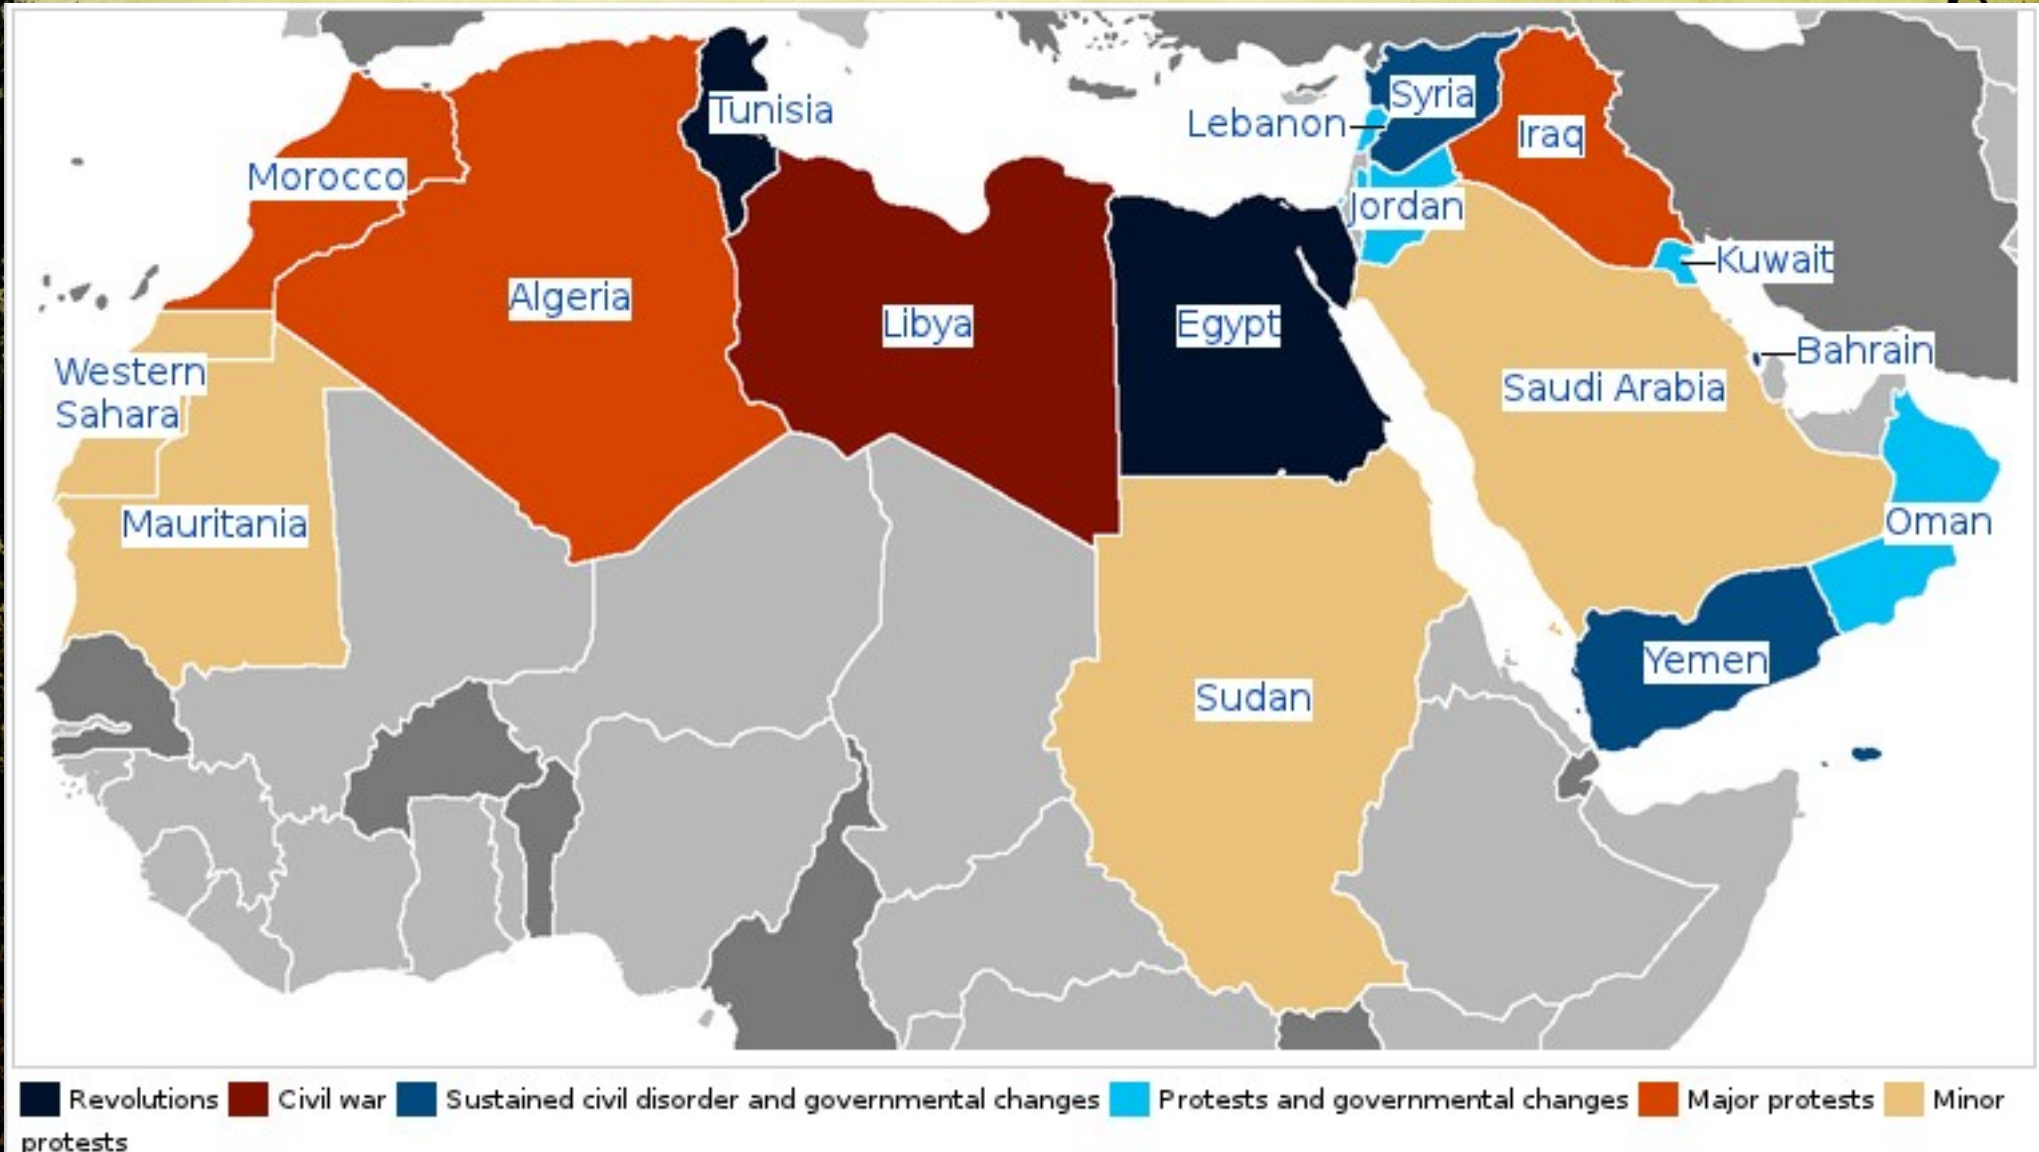 Tunisia
Syria
Lebanon
Iraq
Morocco
Jordan
Kuwait
Algeria
Libya
Egypt
Bahrain
Western
Sahara
Saudi Arabia
Mauritania
Oman
Yemen
Sudan
Revolutions Civil war Sustained civil disorder and governmental changes Protests and governmental changes Major protests Minor
protests